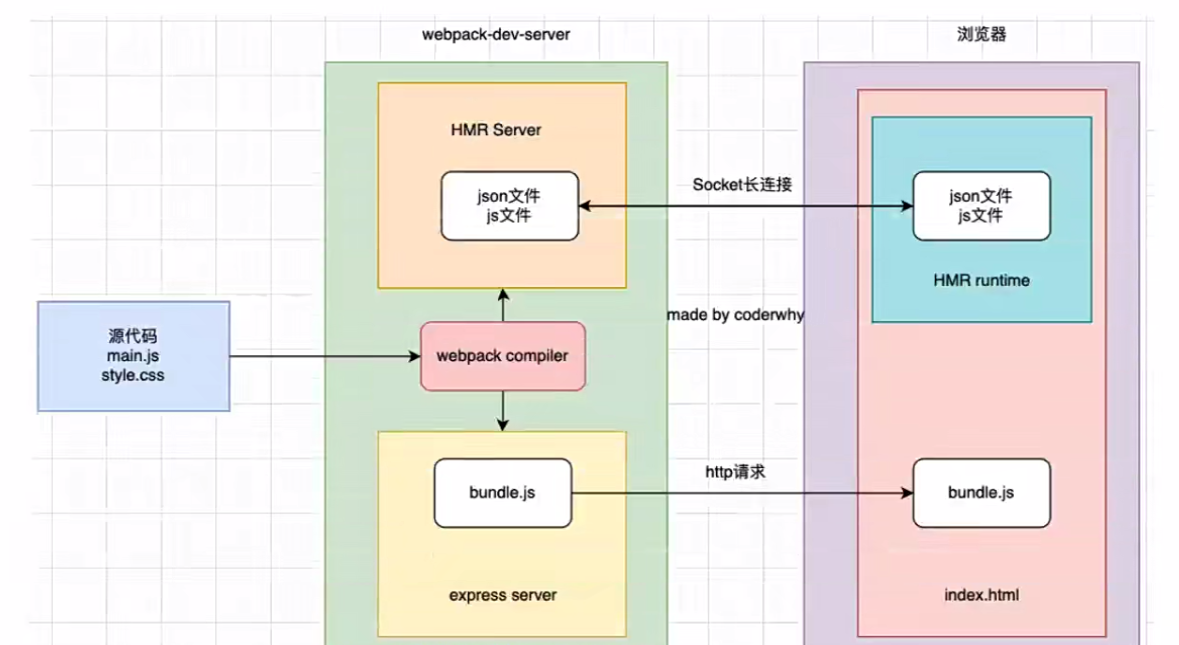 webpack-dev-server
浏览器
HMR Server
json文件
js文件
Socket长连接
json文件
js文件
HMR runtime
made by coderwhy
源代码
main.js
style.css
webpack compiler
bundle.js
http请求
bundle.js
express server
index.html